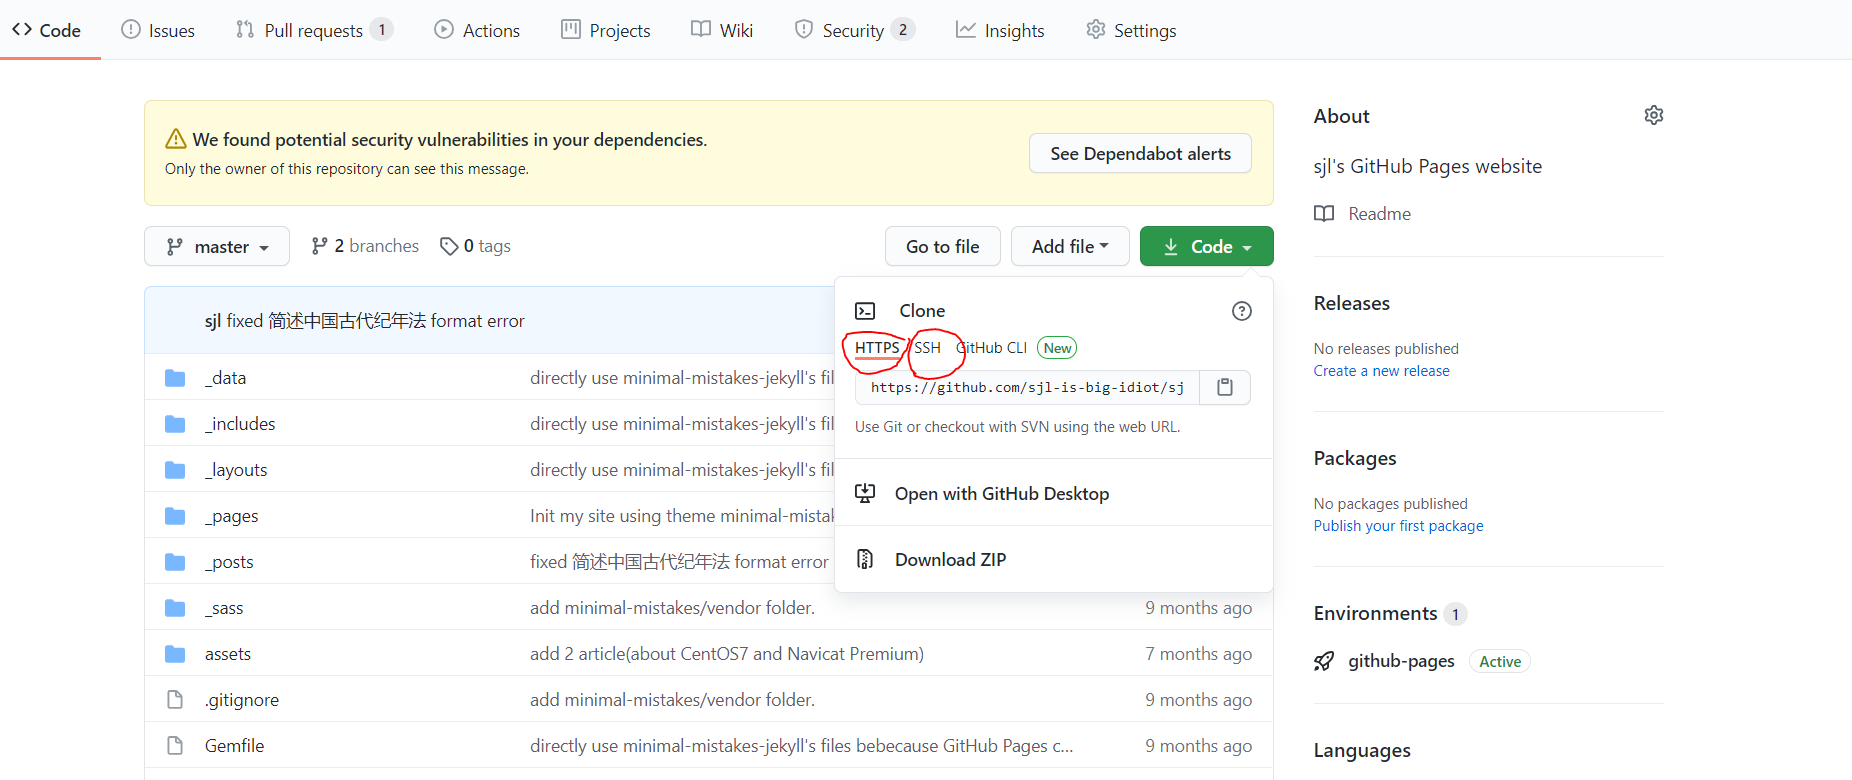 Code Issues Pull requests 1 Actions Projects Wiki Security 2 Insights Settings
We found potential security vulnerabilities in your dependencies.
Only the owner of this repository can see this message.
See Dependabot alerts
master 2 branches 0 tags Go to file Add file Code
sjl fixed 简述中国古代纪年法 format error
Clone
HTTPS SSH GitHub CLI New
https://github.com/sjl-is-big-idiot/sj
Use Git or checkout with SVN using the web URL.
Open with GitHub Desktop
Download ZIP
_data directly use minimal-mistakes-jekyll's fil
_includes directly use minimal-mistakes-jekyll's fil
_layouts directly use minimal-mistakes-jekyll's fil
_pages Init my site using theme minimal-mistak
_posts fixed 简述中国古代纪年法 format error
_sass add minimal-mistakes/vendor folder. 9 months ago
assets add 2 article(about CentOS7 and Navicat Premium) 7 months ago
.gitignore add minimal-mistakes/vendor folder. 9 months ago
Gemfile directly use minimal-mistakes-jekyll's files bebecause GitHub Pages c... 9 months ago
About
sjl's GitHub Pages website
Readme
Releases
No releases published
Create a new release
Packages
No packages published
Publish your first package
Environments 1
github-pages Active
Languages